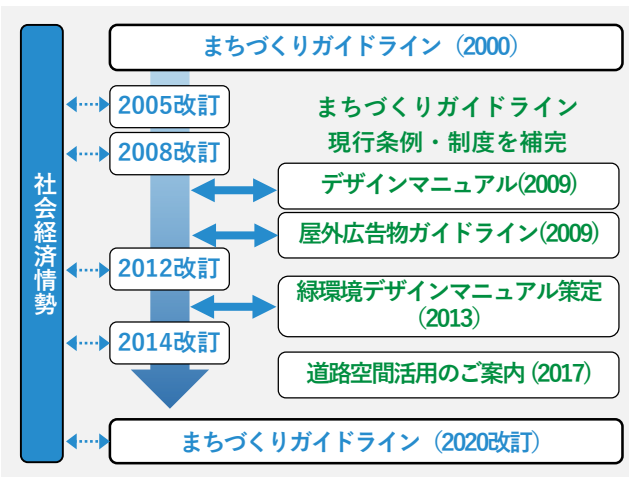 まちづくりガイドライン（2000）
2005改訂
まちづくりガイドライン
現行条例・制度を補完
2008改訂
デザインマニュアル(2009)
社会経済情勢
屋外広告物ガイドライン(2009)
2012改訂
緑環境デザインマニュアル策定
(2013)
2014改訂
道路空間活用のご案内 (2017)
まちづくりガイドライン（2020改訂）